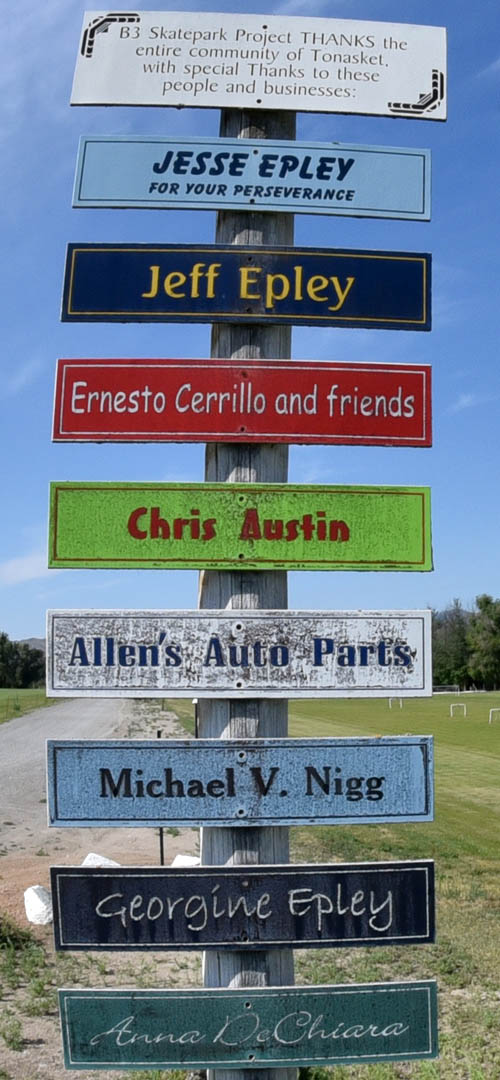 B3 Skatepark Project THANKS the
entire community of Tonasket,
with special Thanks to these
people and businesses:
JESSE EPLEY
FOR YOUR PERSEVERANCE
Jeff Epley
Ernesto Cerrillo and friends
Chris Austin
Allen's Auto Parts
Michael V. Nigg
Georgine Epley
Anna DeChiara